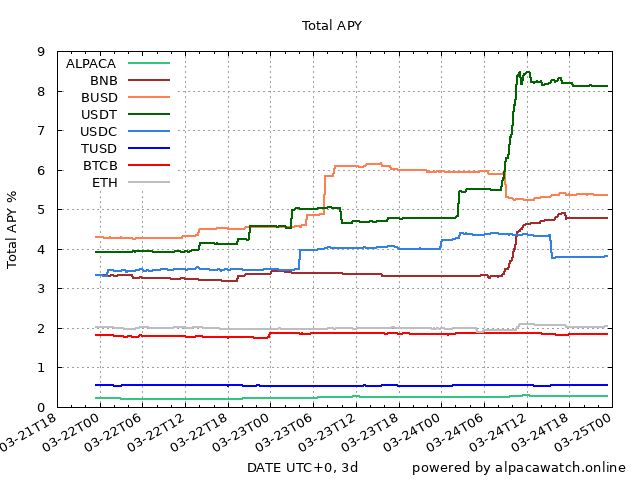 Total APY
Total APY %
9
8
7
6
5
4
3
2
1
0
ALPACA
BNB
BUSD
USDT
USDC
TUSD
BTCB
ETH
03-21T18
03-22T00
03-22T06
03-22T12
03-22T18
03-23T00
03-23T06
03-23T12
03-23T18
03-24T00
03-24T06
03-24T12
03-24T18
03-25T00
DATE UTC+0, 3d
powered by alpacawatch.online